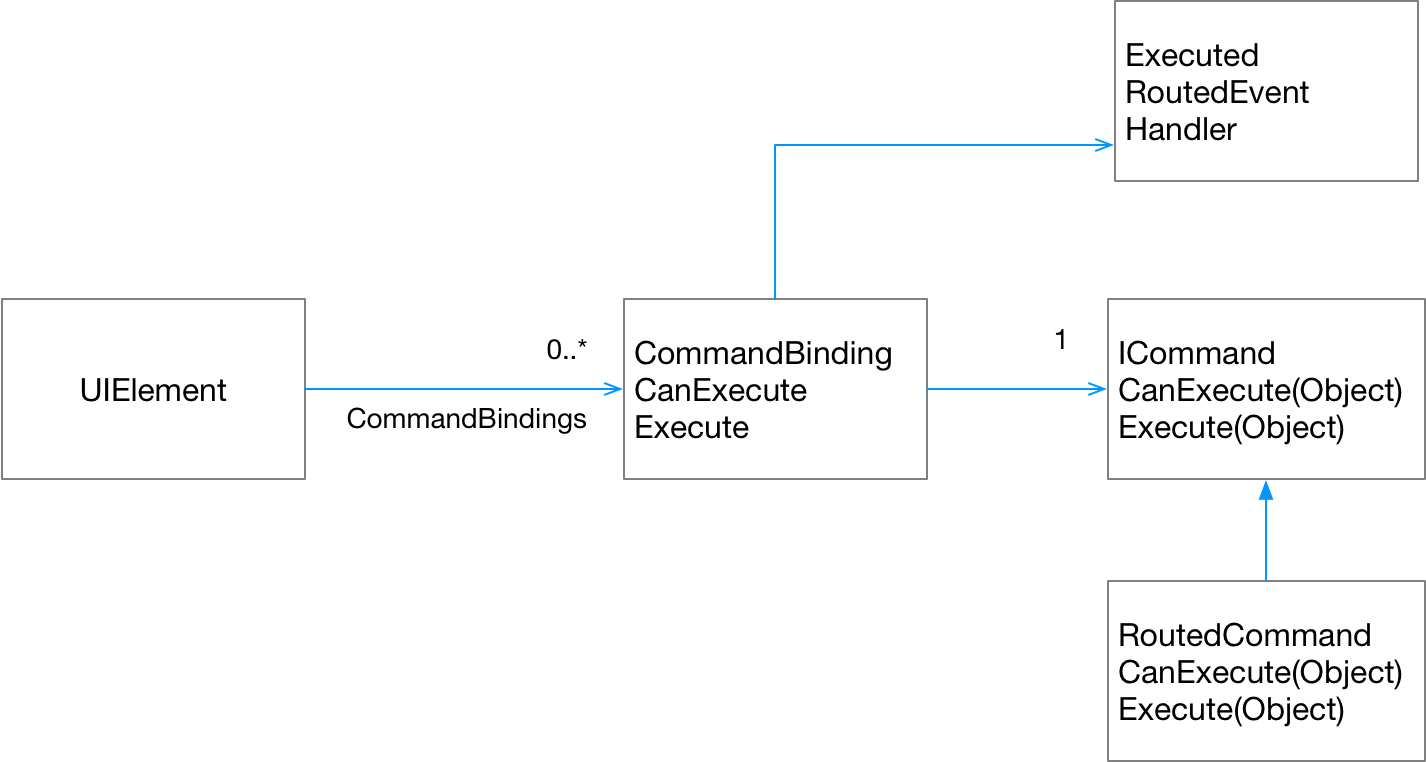 Executed
RoutedEvent
Handler
UIElement
0..*
CommandBindings
CommandBinding
CanExecute
Execute
1
ICommand
CanExecute(Object)
Execute(Object)
RoutedCommand
CanExecute(Object)
Execute(Object)